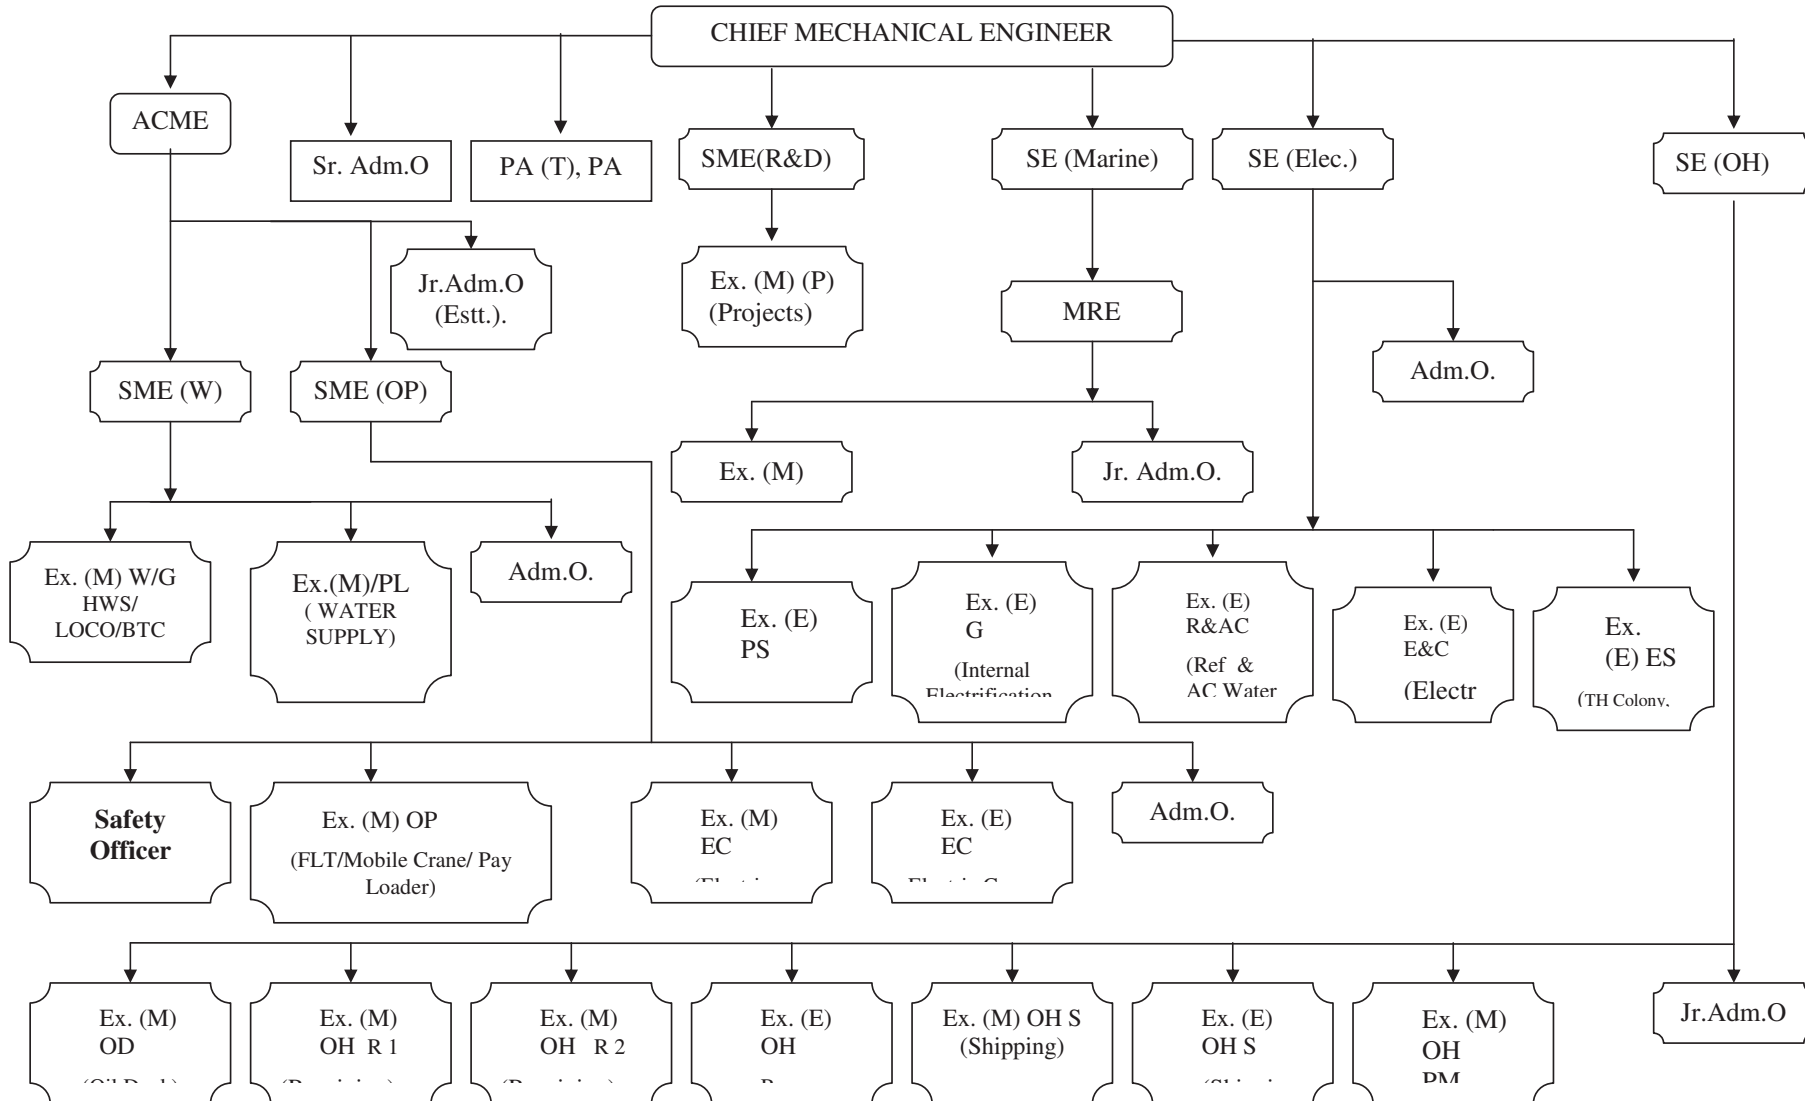 CHIEF MECHANICAL ENGINEER
ACME
Sr. Adm.O
PA (T), PA
SME(R&D)
SE (Marine)
SE (Elec.)
SE (OH)
Jr.Adm.O
(Estt.).
Ex. (M) (P)
(Projects)
MRE
Adm.O.
SME (W)
SME (OP)
Ex. (M)
Jr. Adm.O.
Ex. (M) W/G
HWS/
LOCO/BTC
Ex.(M)/PL
( WATER
SUPPLY)
Adm.O.
Ex. (E)
PS
Ex. (E)
G
(Internal
Electrification
Ex. (E)
R&AC
(Ref &
AC Water
Ex. (E)
E&C
(Electr
Ex.
(E) ES
(TH Colony,
Safety
Officer
Ex. (M) OP
(FLT/Mobile Crane/ Pay
Loader)
Ex. (M)
EC
Ex. (E)
EC
Adm.O.
Ex. (M)
OD
Ex. (M)
OH R 1
Ex. (M)
OH R 2
Ex. (E)
OH
Ex. (M) OH S
(Shipping)
Ex. (E)
OH S
Ex. (M)
OH
PM
Jr.Adm.O